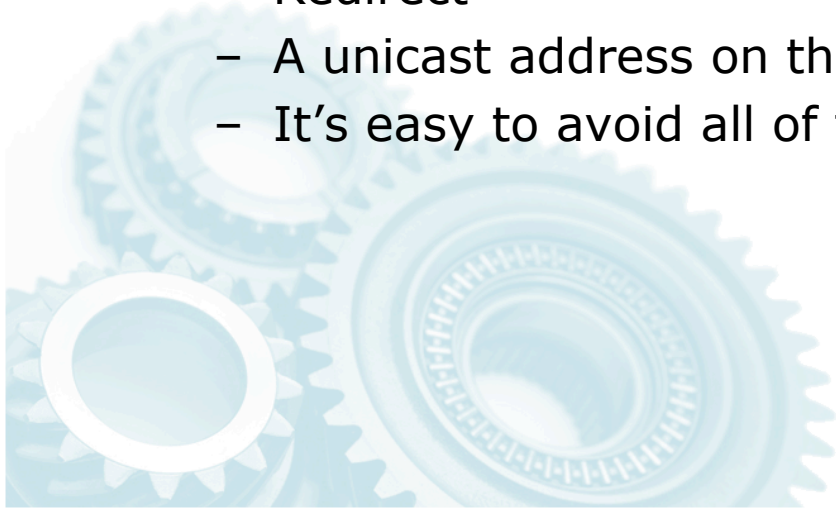 Redirect
– A unicast address on th
– It’s easy to avoid all of